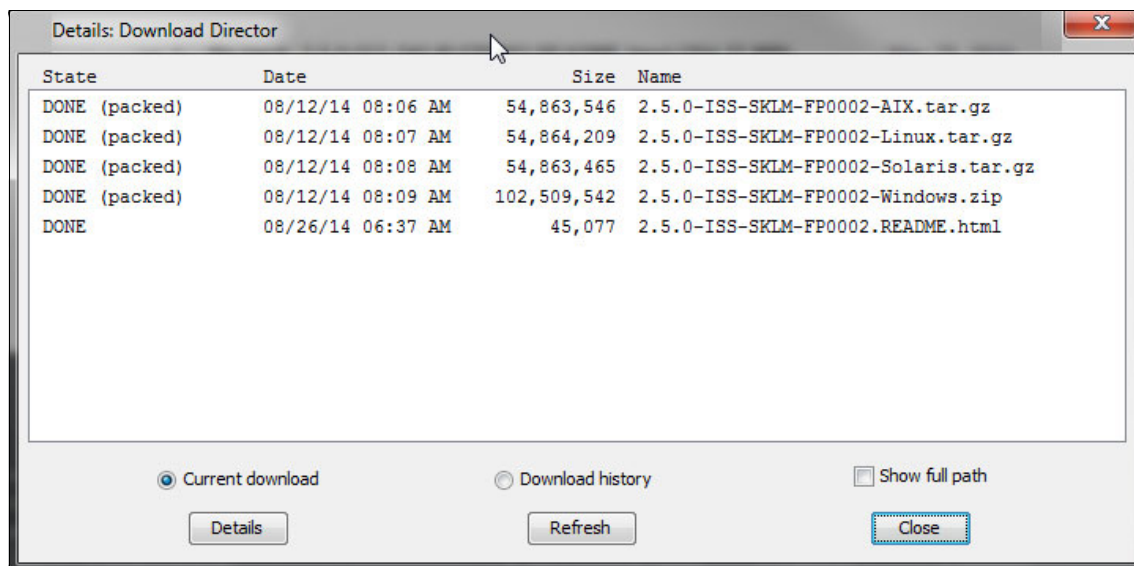 Details: Download Director
State Date Size Name
DONE (packed) 08/12/14 08:06 AM 54,863,546 2.5.0-ISS-SKLM-FP0002-AIX.tar.gz
DONE (packed) 08/12/14 08:07 AM 54,864,209 2.5.0-ISS-SKLM-FP0002-Linux.tar.gz
DONE (packed) 08/12/14 08:08 AM 54,863,465 2.5.0-ISS-SKLM-FP0002-Solaris.tar.gz
DONE (packed) 08/12/14 08:09 AM 102,509,542 2.5.0-ISS-SKLM-FP0002-Windows.zip
DONE 08/26/14 06:37 AM 45,077 2.5.0-ISS-SKLM-FP0002.README.html
Current download Download history Show full path
Details Refresh Close